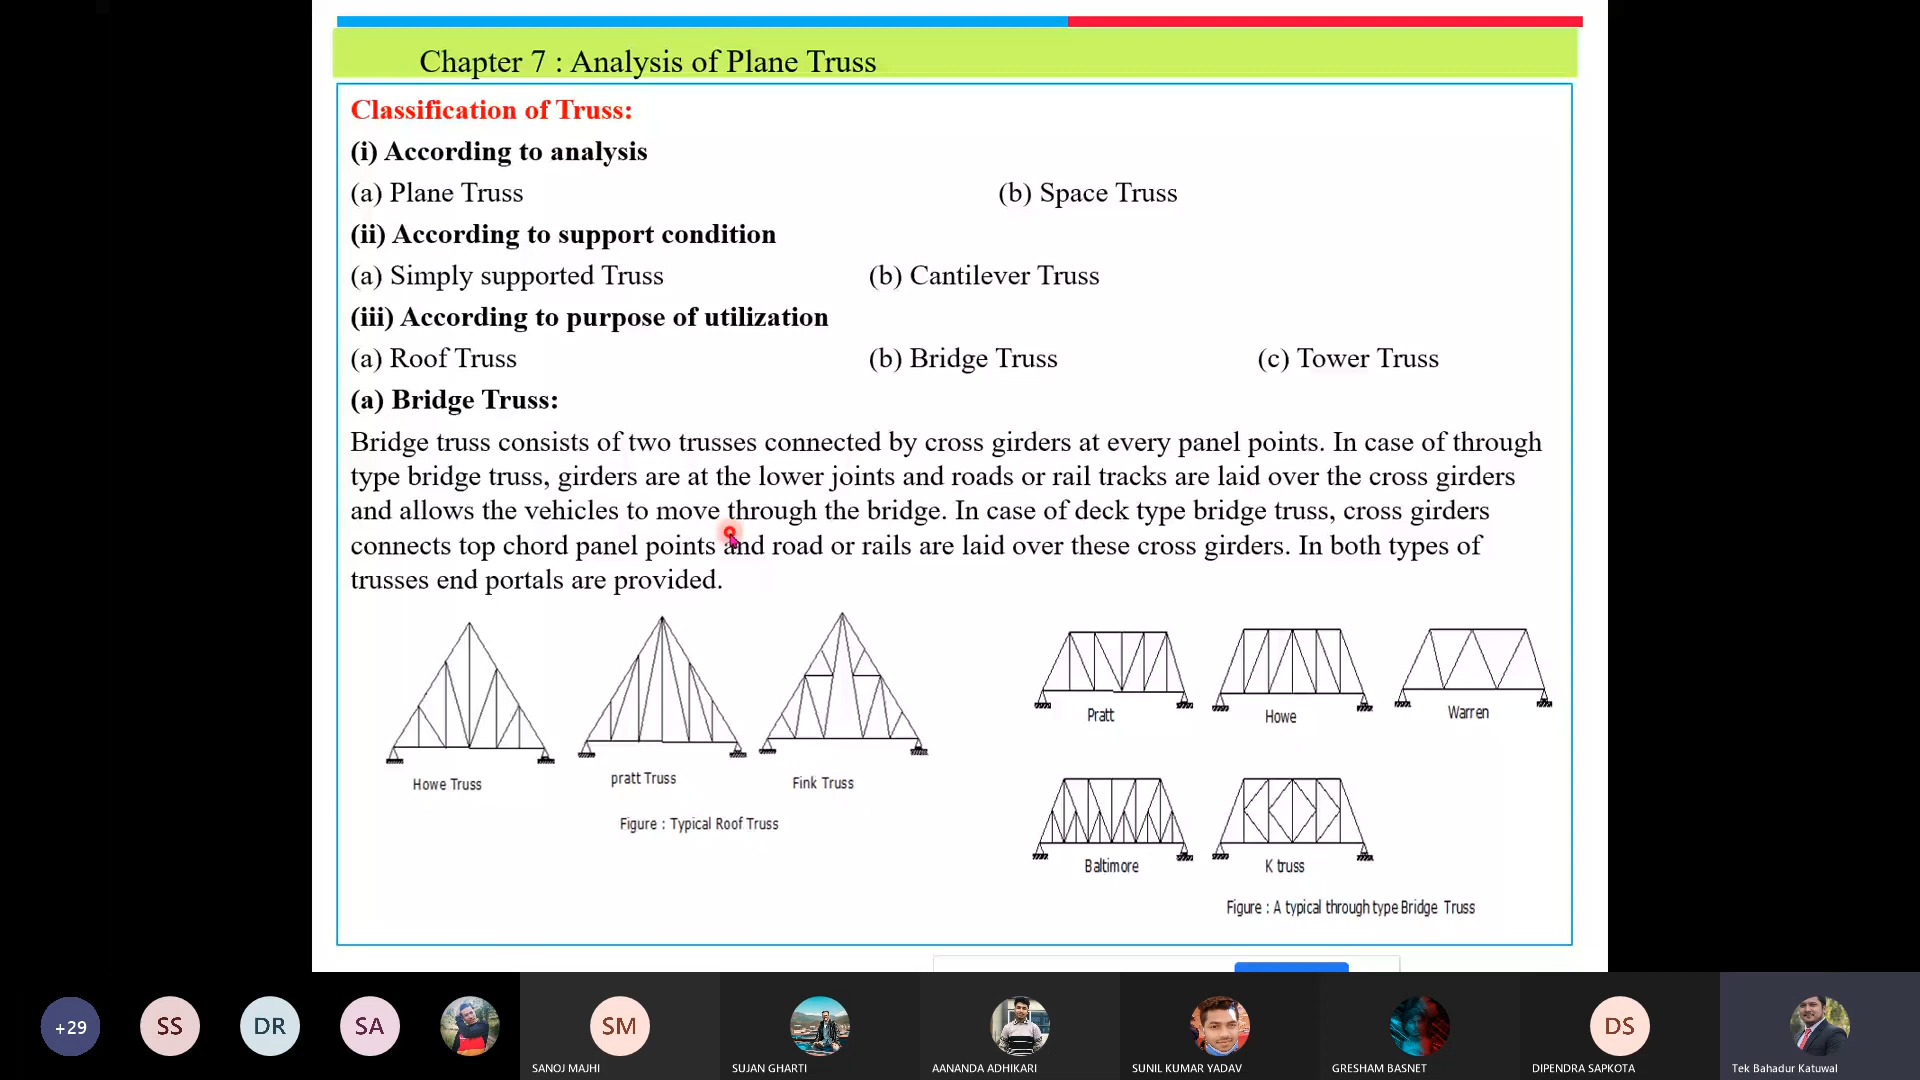 Chapter 7 : Analysis of Plane Truss
Classification of Truss:
(i) According to analysis
(a) Plane Truss (b) Space Truss
(ii) According to support condition
(a) Simply supported Truss (b) Cantilever Truss
(iii) According to purpose of utilization
(a) Roof Truss (b) Bridge Truss (c) Tower Truss
(a) Bridge Truss:
Bridge truss consists of two trusses connected by cross girders at every panel points. In case of through
type bridge truss, girders are at the lower joints and roads or rail tracks are laid over the cross girders
and allows the vehicles to move through the bridge. In case of deck type bridge truss, cross girders
connects top chord panel points and road or rails are laid over these cross girders. In both types of
trusses end portals are provided.
Howe Truss
pratt Truss
Fink Truss
Figure : Typical Roof Truss
Pratt
Howe
Warren
Baltimore
K truss
Figure : A typical through type Bridge Truss
+29
SS
DR
SA
SM
DS
SANOJ MAJHI
SUJAN GHARTI
AANANDA ADHIKARI
SUNIL KUMAR YADAV
GRESHAM BASNET
DIPENDRA SAPKOTA
Tek Bahadur Katuwal